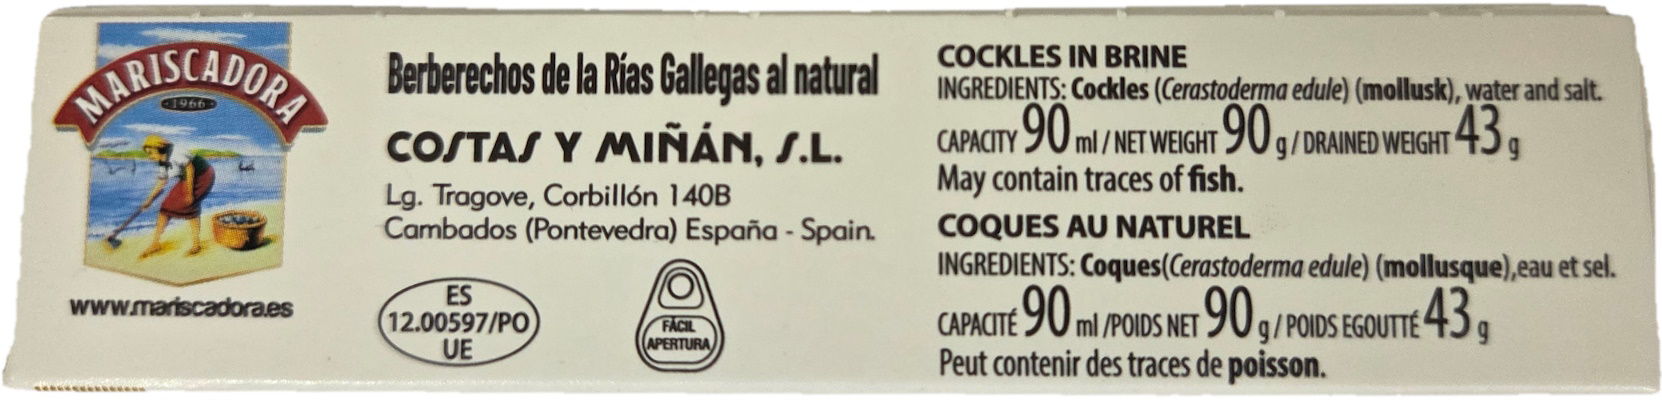 MARISCADORA
1966
www.mariscadora.es
Berberechos de la Rías Gallegas al natural
COSTAS Y MIÑÁN, S.L.
Lg. Tragove, Corbillón 140B
Cambados (Pontevedra) España - Spain.
ES
12.00597/PO
UE
FÁCIL
APERTURA
COCKLES IN BRINE
INGREDIENTS: Cockles (Cerastoderma edule) (mollusk), water and salt.
CAPACITY 90 ml / NET WEIGHT 90 g / DRAINED WEIGHT 43 g
May contain traces of fish.
COQUES AU NATUREL
INGREDIENTS: Coques(Cerastoderma edule) (mollusque),eau et sel.
CAPACITÉ 90 ml /POIDS NET 90 g / POIDS EGOUTTÉ 43 g
Peut contenir des traces de poisson.